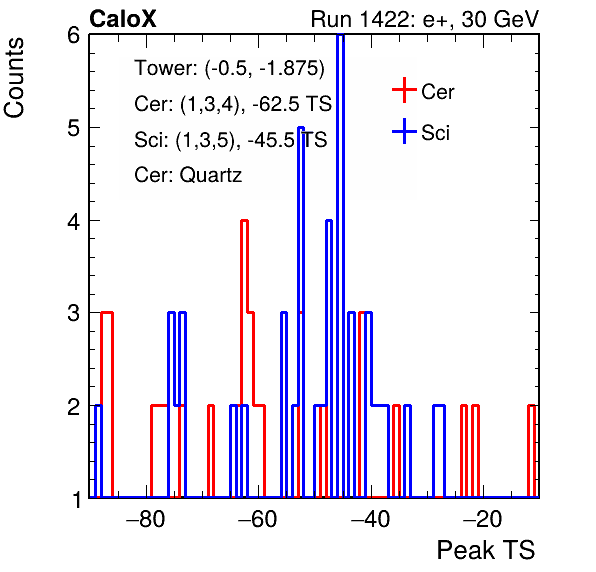 CaloX Run 1422: e+, 30 GeV
Counts
6
5
4
3
2
1
Tower: (-0.5, -1.875)
Cer: (1,3,4), -62.5 TS
Sci: (1,3,5), -45.5 TS
Cer: Quartz
Cer
Sci
−80 −60 −40 −20
Peak TS